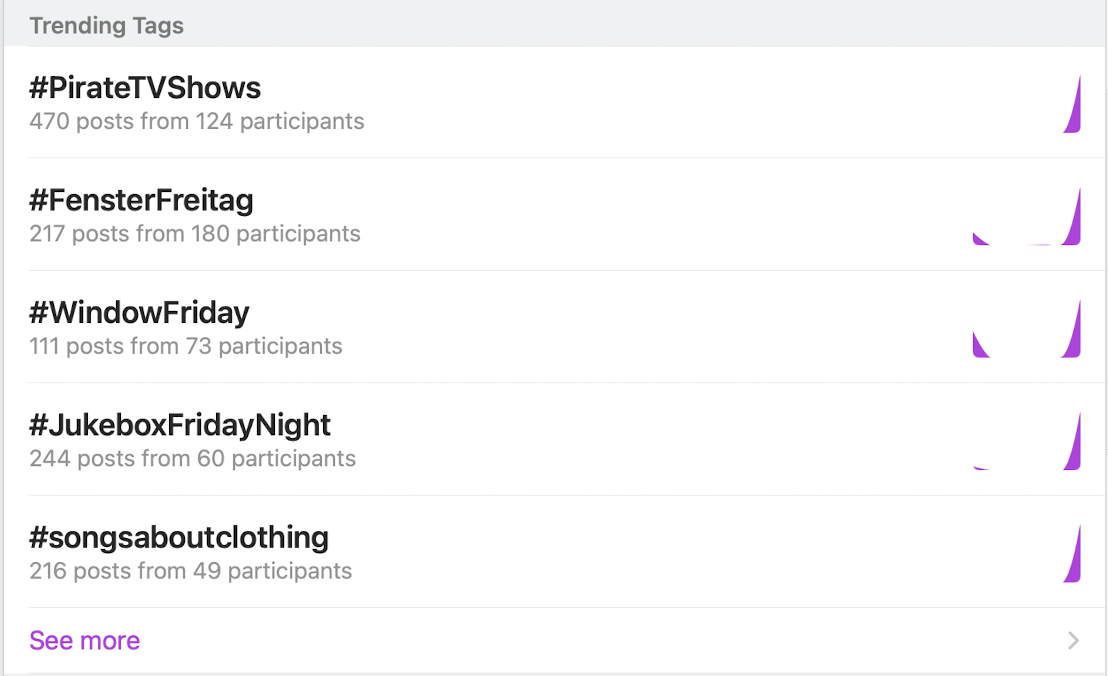 Trending Tags
#PirateTVShows
470 posts from 124 participants
#FensterFreitag
217 posts from 180 participants
#WindowFriday
111 posts from 73 participants
#JukeboxFridayNight
244 posts from 60 participants
#songsaboutclothing
216 posts from 49 participants
See more